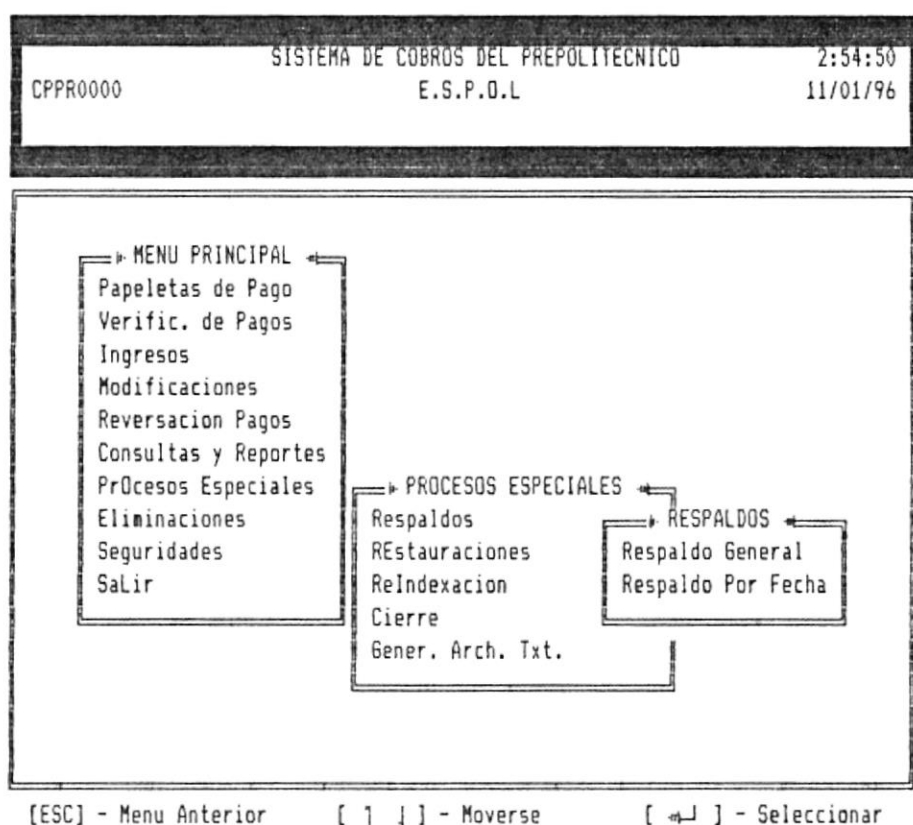 SISTEMA DE COBROS DEL PREPOLITECNICO 2:54:50
CPPR0000 E.S.P.O.L 11/01/96
MENU PRINCIPAL
Papeletas de Pago
Verific. de Pagos
Ingresos
Modificaciones
Reversacion Pagos
Consultas y Reportes
PrOcesos Especiales
Eliminaciones
Seguridades
SaLir
PROCESOS ESPECIALES
Respaldos
REstauraciones
ReIndexacion
Cierre
Gener. Arch. Txt.
RESPALDOS
Respaldo General
Respaldo Por Fecha
[ESC] - Menu Anterior [ ] - Moverse [ ] - Seleccionar